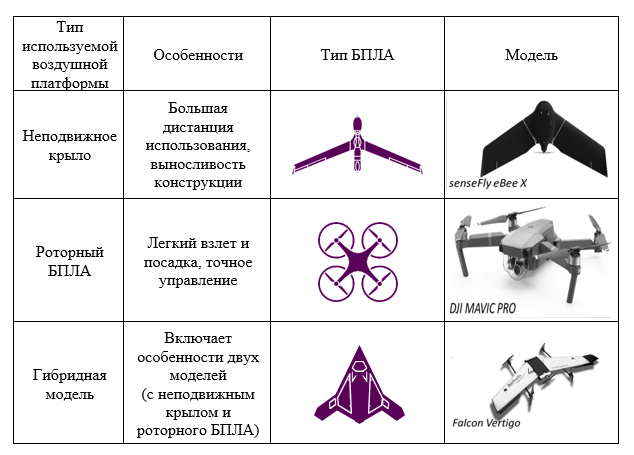 Тип
используемой
воздушной
платформы
Особенности
Тип БПЛА
Модель
Неподвижное
крыло
Большая
дистанция
использования,
выносливость
конструкции
senseFly eBee X
Роторный
БПЛА
Легкий взлет и
посадка, точное
управление
DJI MAVIC PRO
Гибридная
модель
Включает
особенности двух
моделей
(с неподвижным
крылом и
роторного БПЛА)
Falcon Vertigo